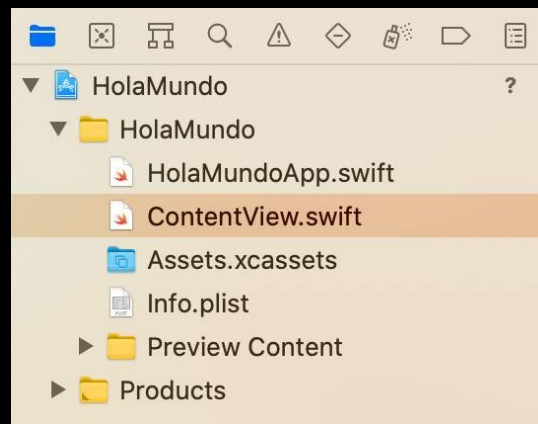 HolaMundo ?
HolaMundo
HolaMundoApp.swift
ContentView.swift
Assets.xcassets
Info.plist
Preview Content
Products